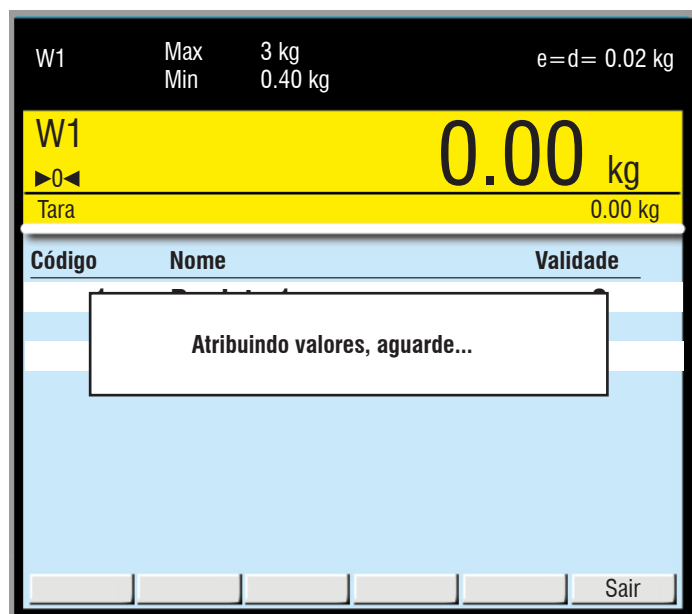 W1 Max 3 kg e=d= 0.02 kg
Min 0.40 kg
W1
►0◄ 0.00 kg
Tara 0.00 kg
Código Nome Validade
Atribuindo valores, aguarde...
Sair